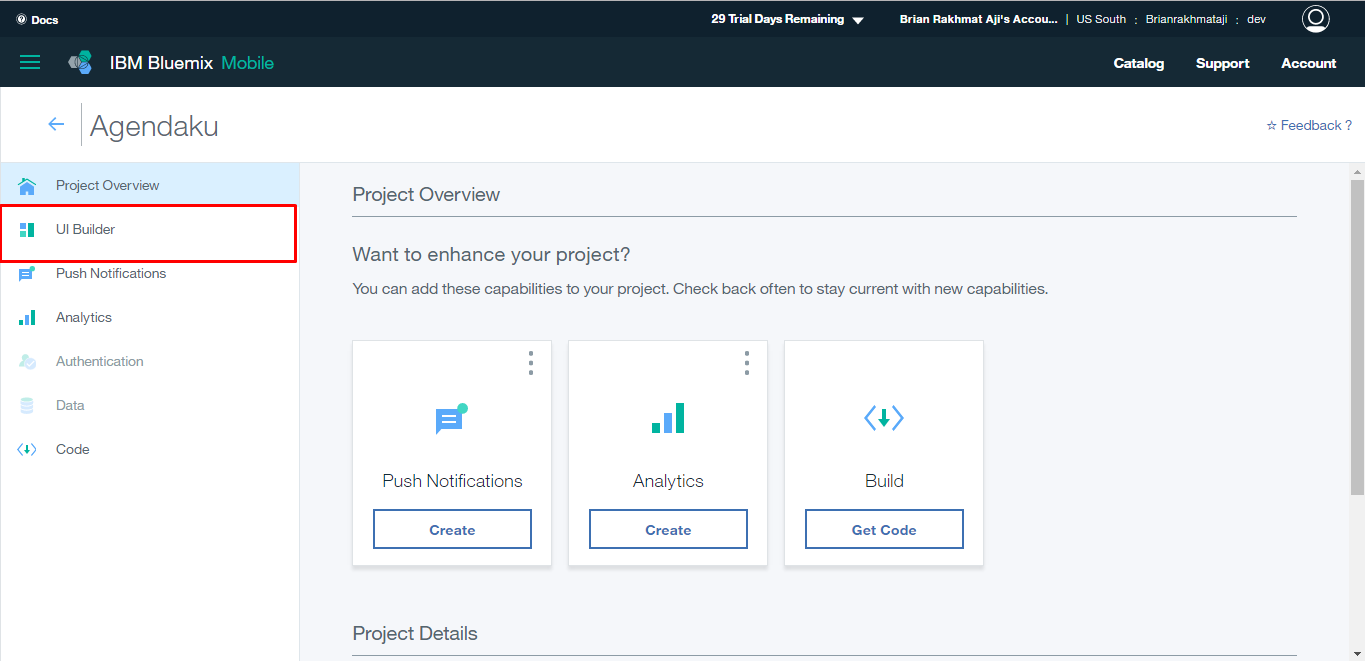 Docs
29 Trial Days Remaining
Brian Rakhmat Aji's Accou... | US South : Brianrakhmataji : dev
IBM Bluemix Mobile
Catalog Support Account
Agendaku
Feedback ?
Project Overview
UI Builder
Push Notifications
Analytics
Authentication
Data
Code
Project Overview
Want to enhance your project?
You can add these capabilities to your project. Check back often to stay current with new capabilities.
Push Notifications
Create
Analytics
Create
Build
Get Code
Project Details